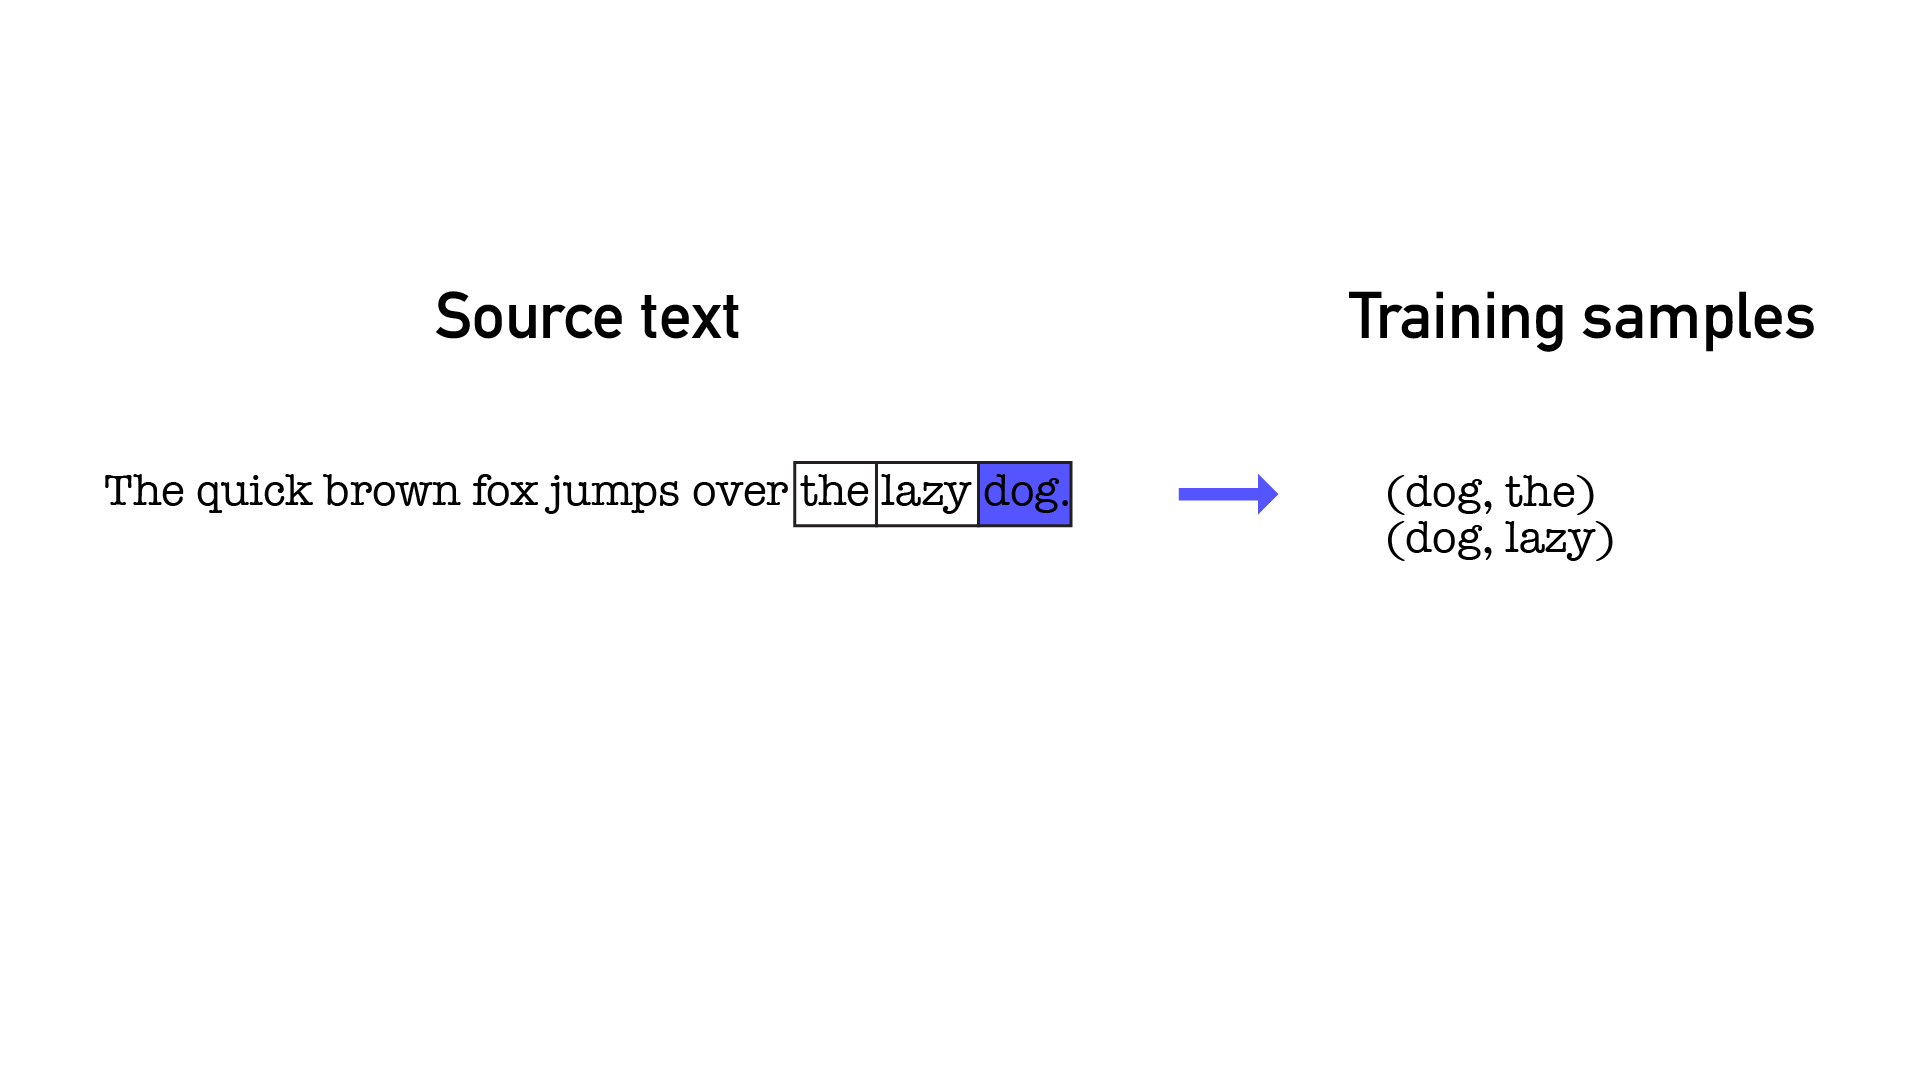 Source text
Training samples
The quick brown fox jumps over the lazy dog.
(dog, the)
(dog, lazy)